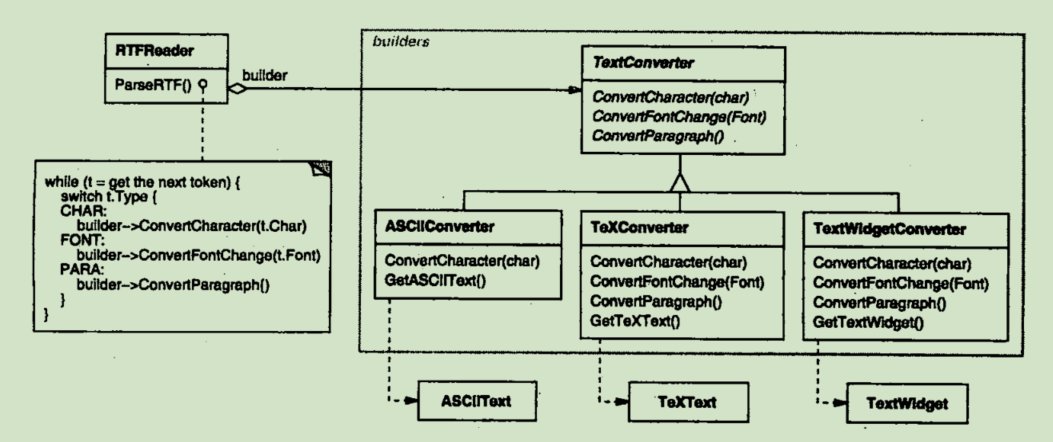 RTFReader
ParseRTF()
builder
while (t = get the next token) {
switch t.Type {
CHAR:
builder->ConvertCharacter(t.Char)
FONT:
builder->ConvertFontChange(t.Font)
PARA:
builder->ConvertParagraph()
}
}
builders
TextConverter
ConvertCharacter(char)
ConvertFontChange(Font)
ConvertParagraph()
ASCIIConverter
ConvertCharacter(char)
GetASCIIText()
TeXConverter
ConvertCharacter(char)
ConvertFontChange(Font)
ConvertParagraph()
GetTeXText()
TextWidgetConverter
ConvertCharacter(char)
ConvertFontChange(Font)
ConvertParagraph()
GetTextWidget()
ASCIIText
TeXText
TextWidget